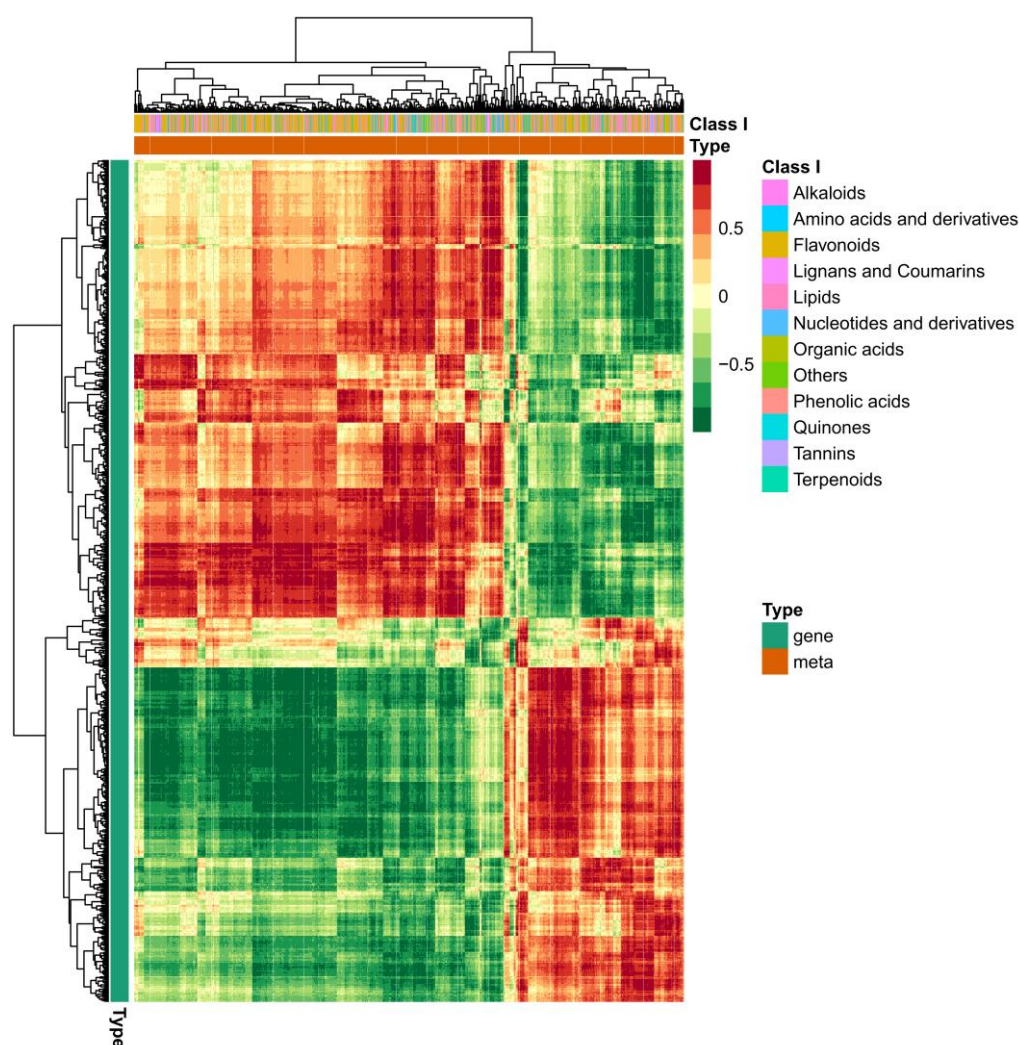 Class I
Type
0.5
0
−0.5
Class I
Alkaloids
Amino acids and derivatives
Flavonoids
Lignans and Coumarins
Lipids
Nucleotides and derivatives
Organic acids
Others
Phenolic acids
Quinones
Tannins
Terpenoids
Type
gene
meta
Type